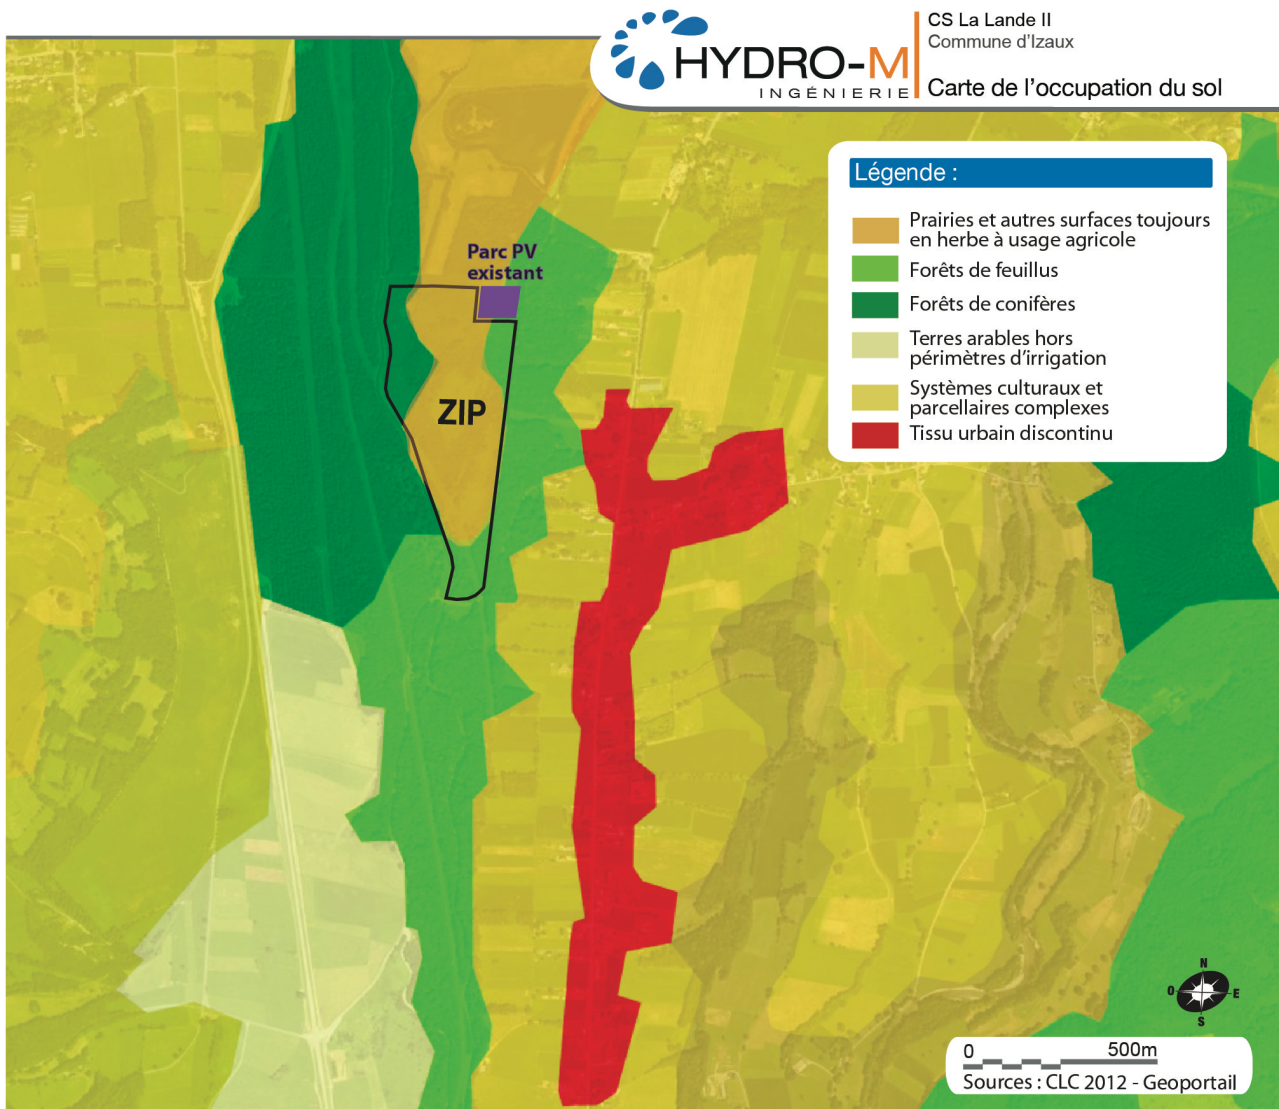 HYDRO-M
INGÉNIERIE
CS La Lande II
Commune d'Izaux
Carte de l'occupation du sol
Légende :
Prairies et autres surfaces toujours
en herbe à usage agricole
Forêts de feuillus
Forêts de conifères
Terres arables hors
périmètres d'irrigation
Systèmes culturaux et
parcellaires complexes
Tissu urbain discontinu
Parc PV
existant
ZIP
N
O
E
S
0 500m
Sources : CLC 2012 - Geoportail